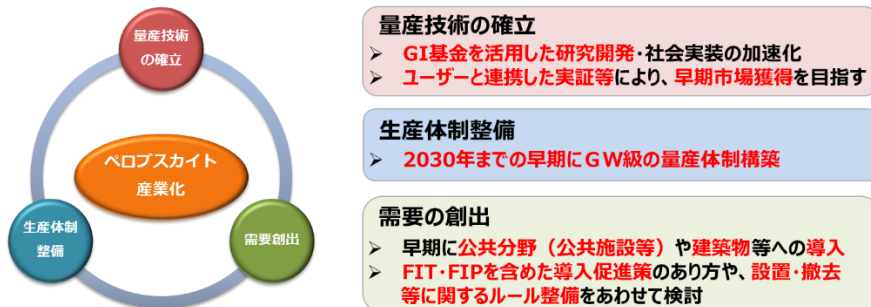 量産技術
の確立
ペロブスカイト
産業化
生産体制
整備
需要創出
量産技術の確立
➢ GI基金を活用した研究開発・社会実装の加速化
➢ ユーザーと連携した実証等により、早期市場獲得を目指す
生産体制整備
➢ 2030年までの早期にGW級の量産体制構築
需要の創出
➢ 早期に公共分野（公共施設等）や建築物等への導入
➢ FIT・FIPを含めた導入促進策のあり方や、設置・撤去
等に関するルール整備をあわせて検討